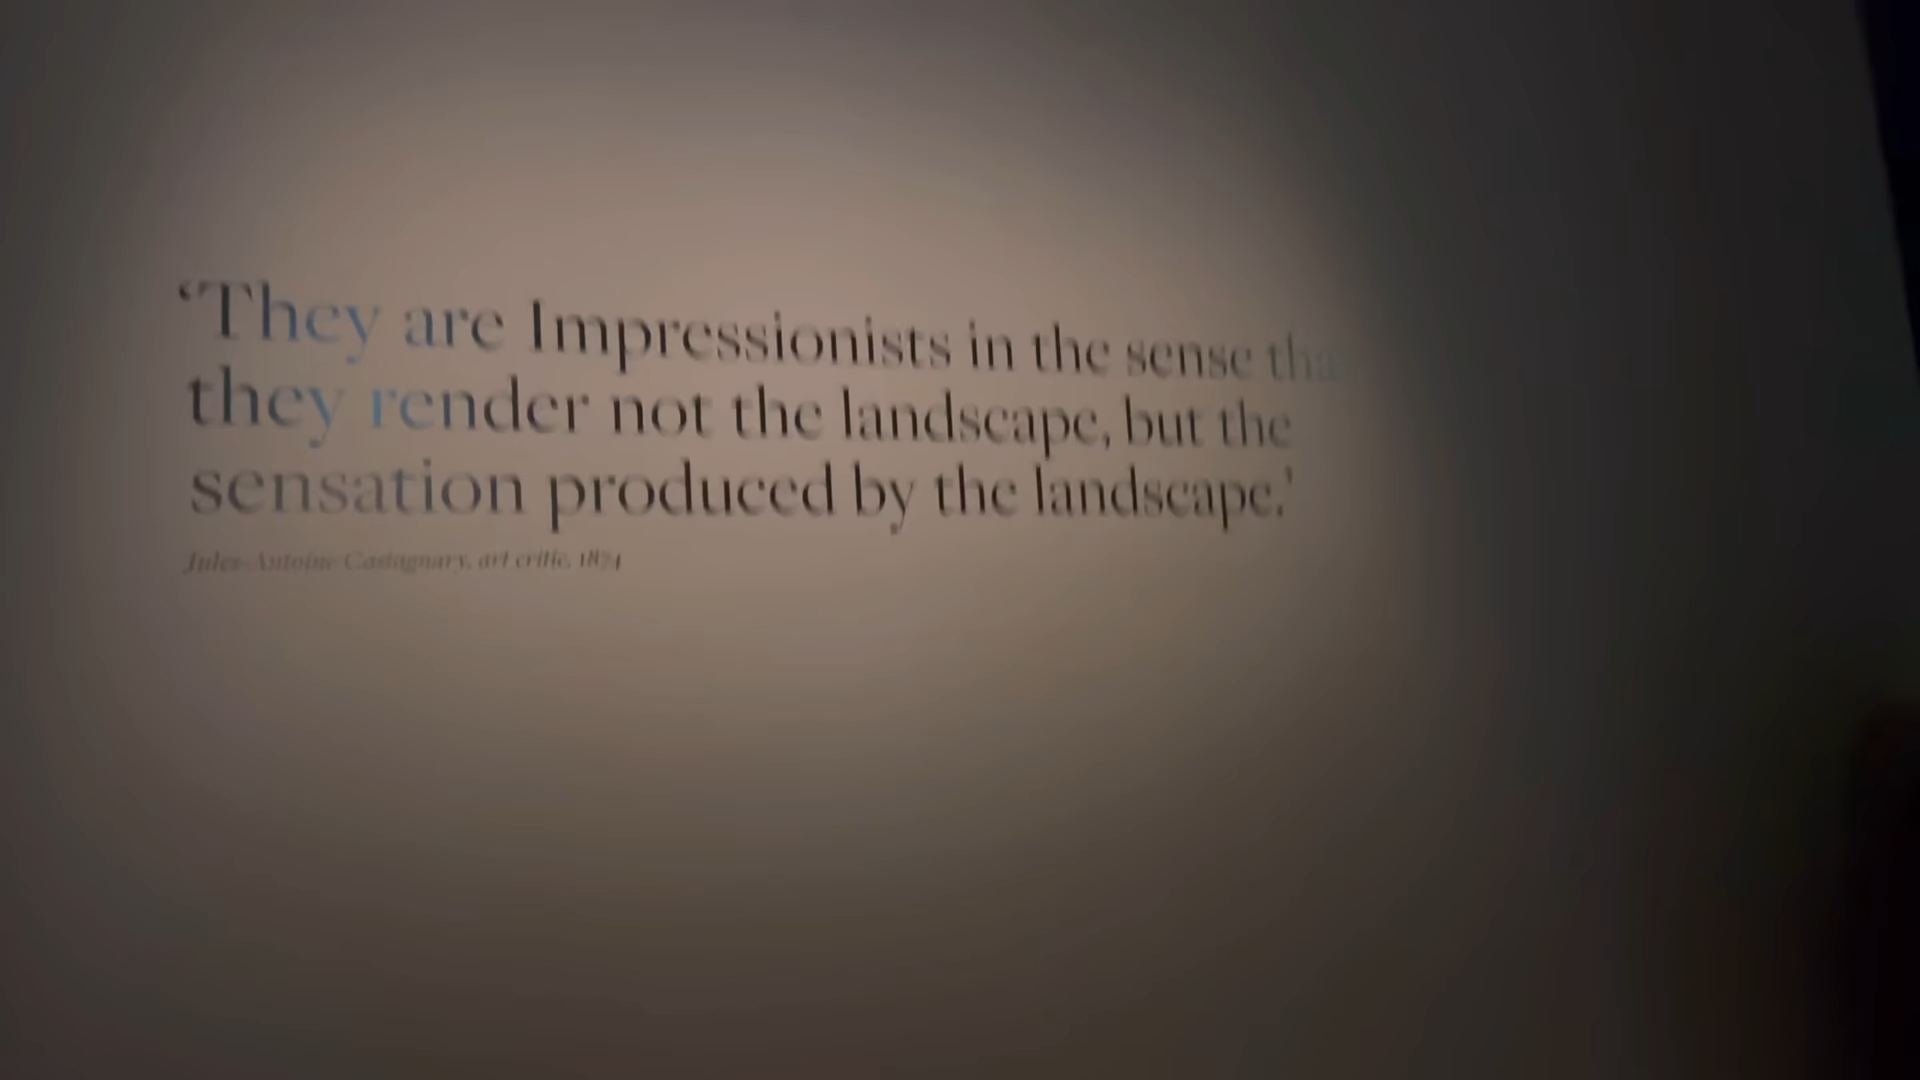 ‘They are Impressionists in the sense tha
they render not the landscape, but the
sensation produced by the landscape.’
Jules-Antoine Castagnary, art critic, 1874